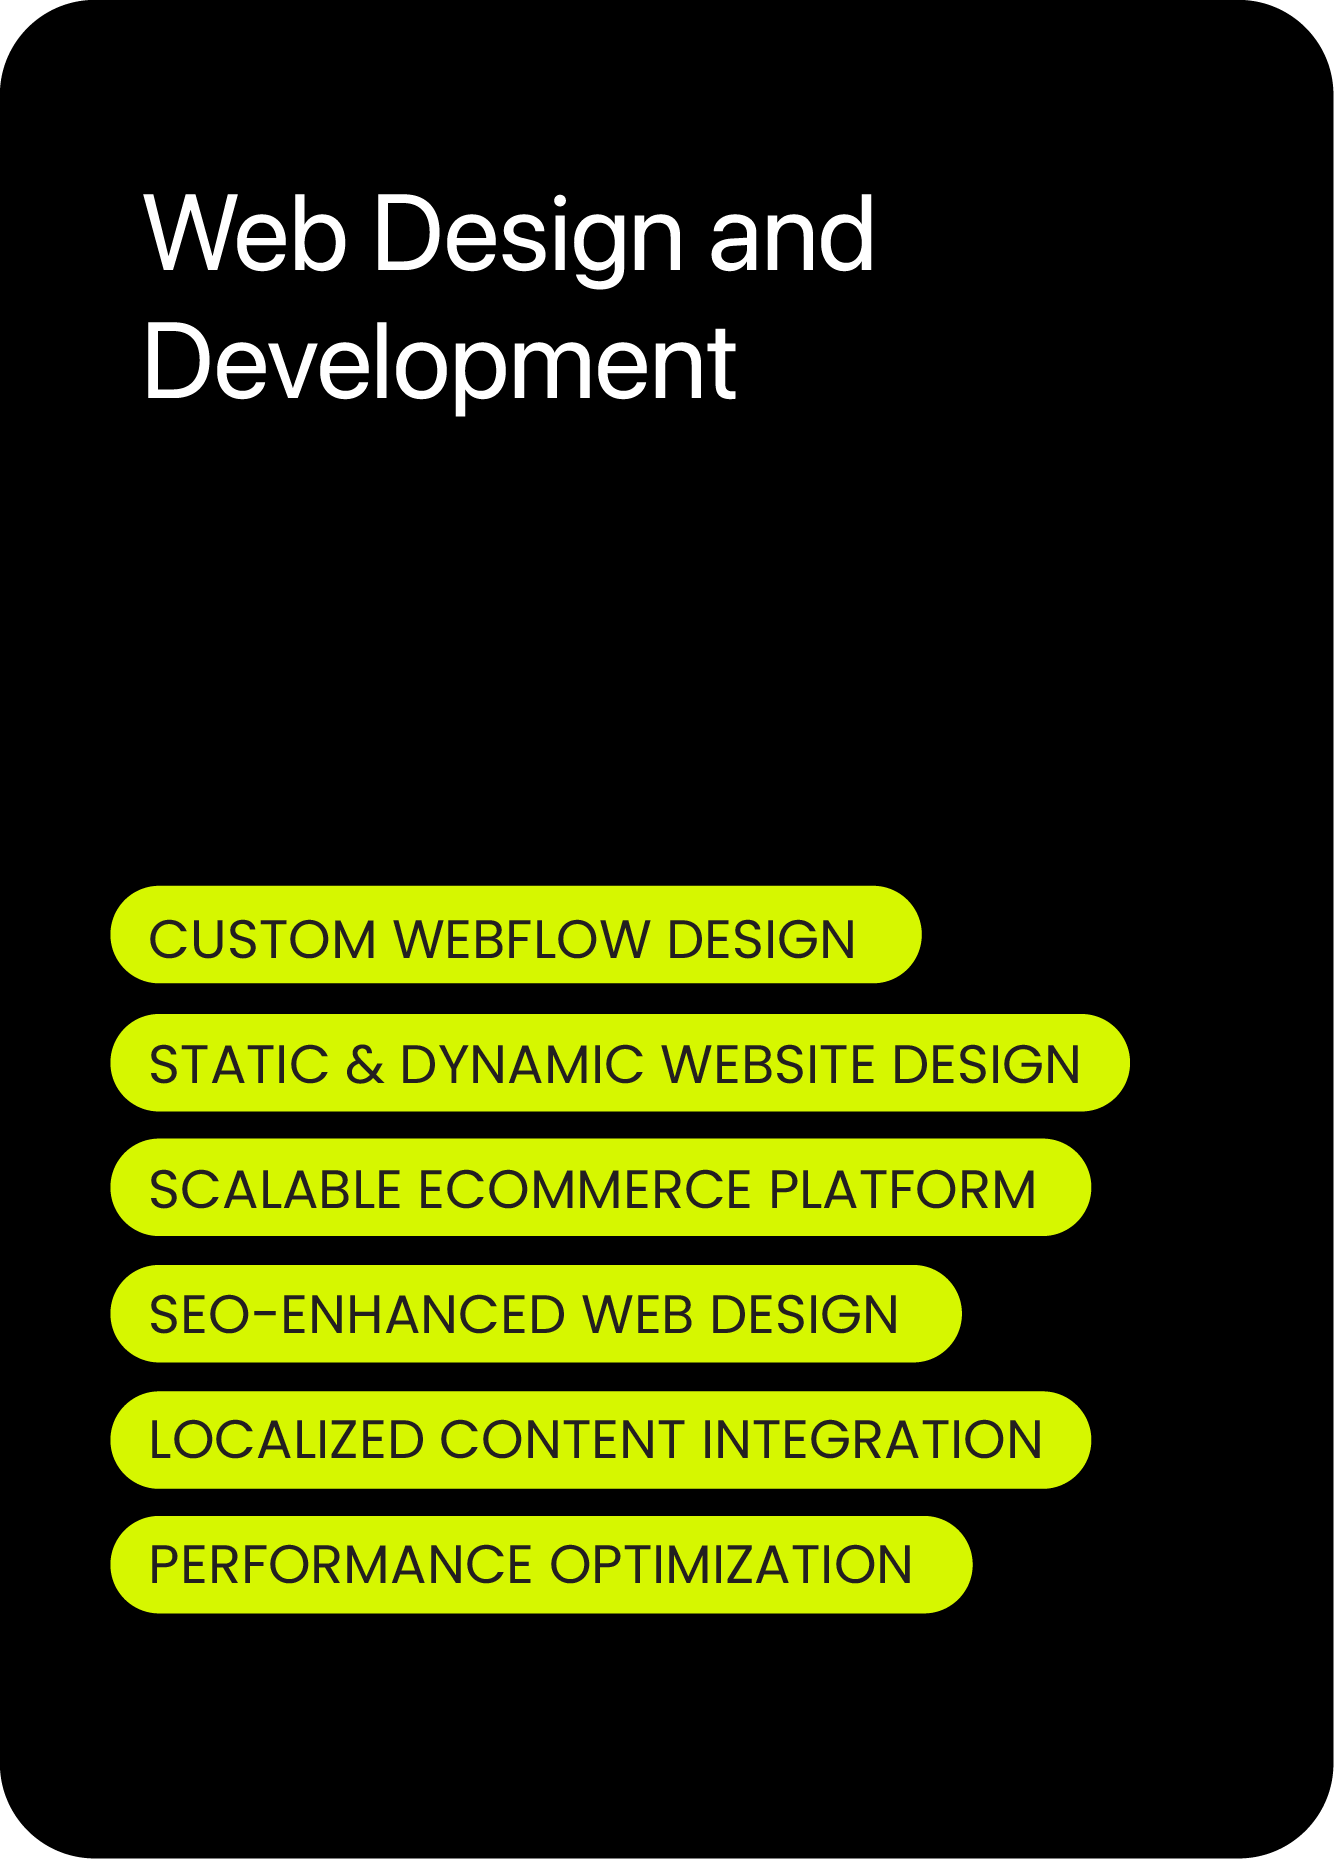 Web Design and
Development
CUSTOM WEBFLOW DESIGN
STATIC & DYNAMIC WEBSITE DESIGN
SCALABLE ECOMMERCE PLATFORM
SEO-ENHANCED WEB DESIGN
LOCALIZED CONTENT INTEGRATION
PERFORMANCE OPTIMIZATION